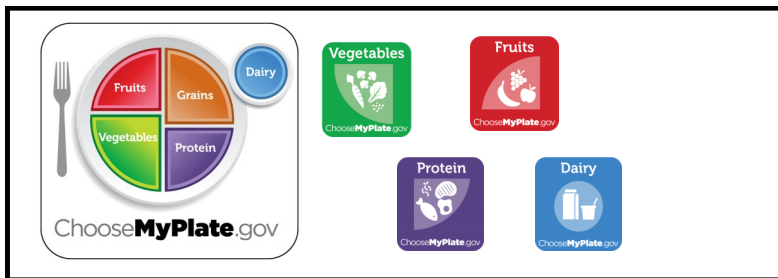 Dairy
Fruits
Grains
Vegetables
Protein
ChooseMyPlate.gov
Vegetables
ChooseMyPlate.gov
Fruits
ChooseMyPlate.gov
Protein
ChooseMyPlate.gov
Dairy
ChooseMyPlate.gov